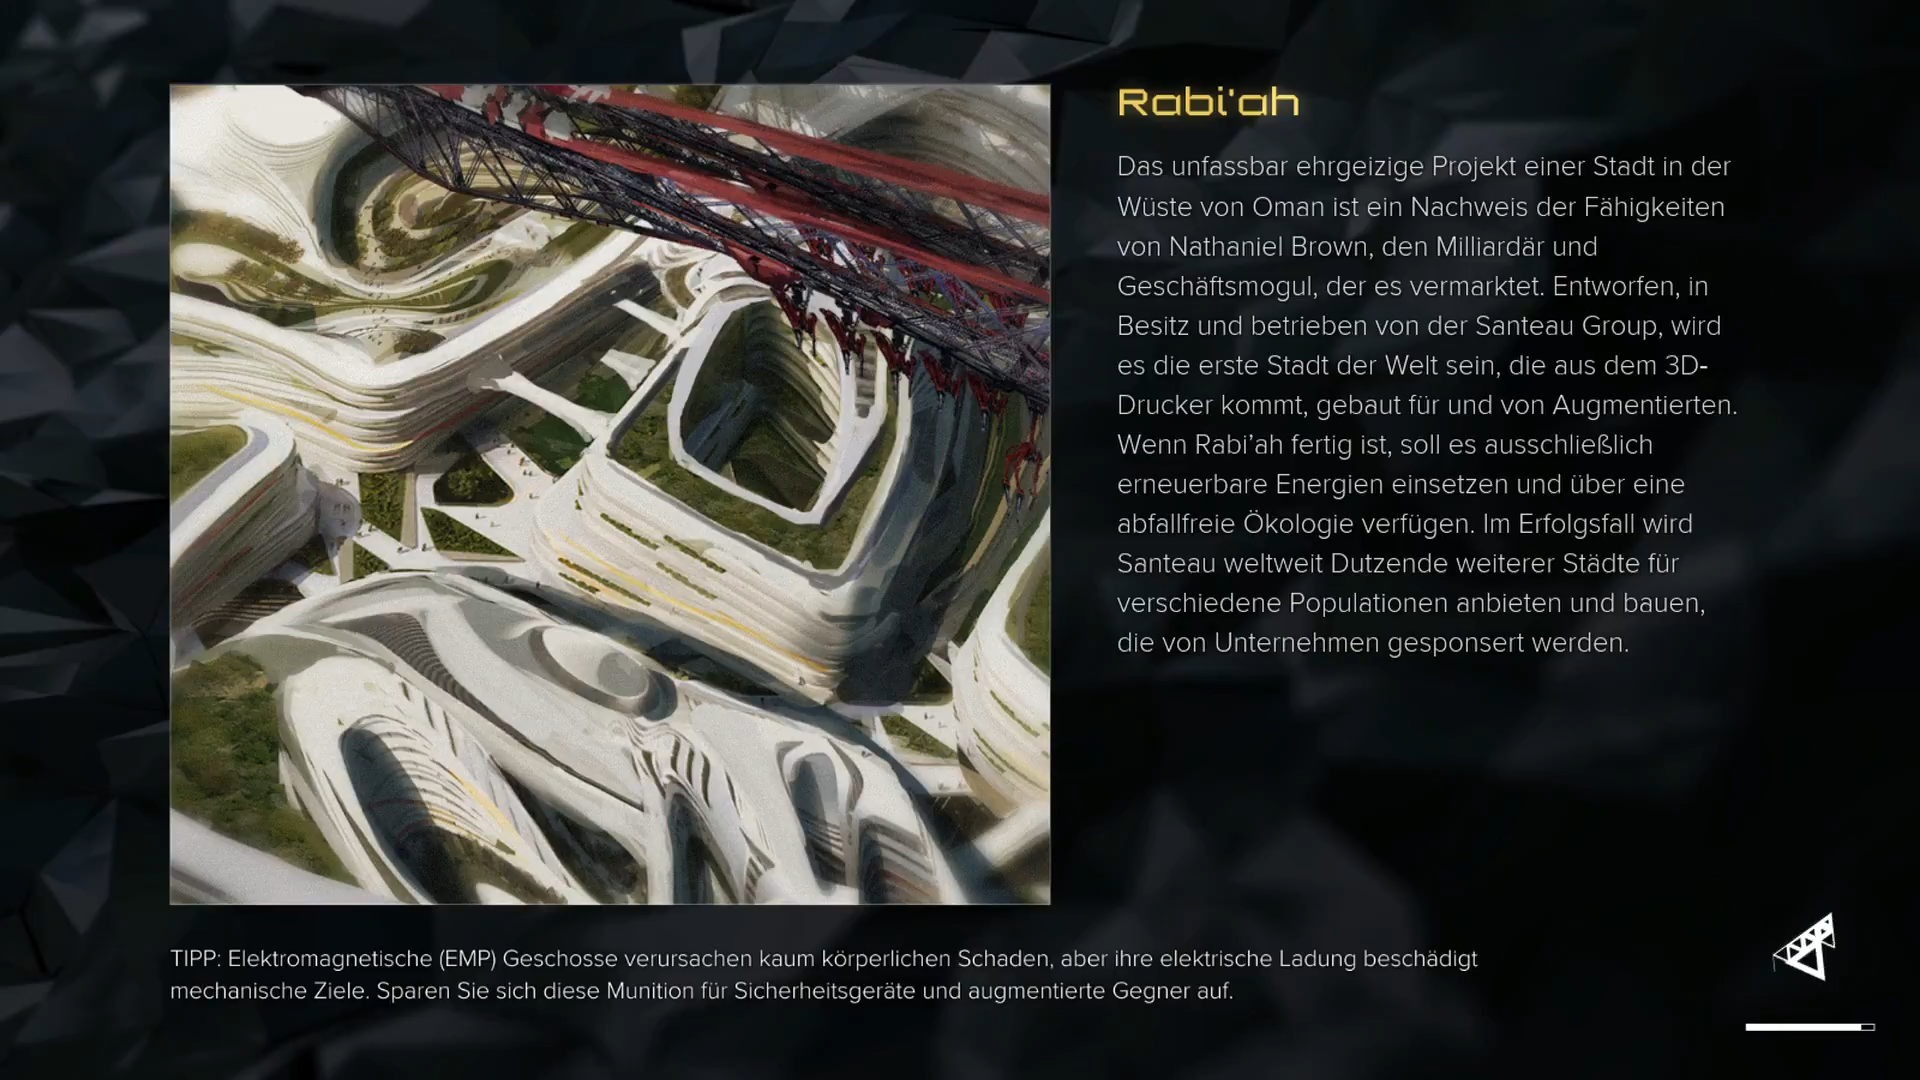 Rabi'ah
Das unfassbar ehrgeizige Projekt einer Stadt in der
Wüste von Oman ist ein Nachweis der Fähigkeiten
von Nathaniel Brown, den Milliardär und
Geschäftsmogul, der es vermarktet. Entworfen, in
Besitz und betrieben von der Santeau Group, wird
es die erste Stadt der Welt sein, die aus dem 3D-
Drucker kommt, gebaut für und von Augmentierten.
Wenn Rabi’ah fertig ist, soll es ausschließlich
erneuerbare Energien einsetzen und über eine
abfallfreie Ökologie verfügen. Im Erfolgsfall wird
Santeau weltweit Dutzende weiterer Städte für
verschiedene Populationen anbieten und bauen,
die von Unternehmen gesponsert werden.
TIPP: Elektromagnetische (EMP) Geschosse verursachen kaum körperlichen Schaden, aber ihre elektrische Ladung beschädigt
mechanische Ziele. Sparen Sie sich diese Munition für Sicherheitsgeräte und augmentierte Gegner auf.